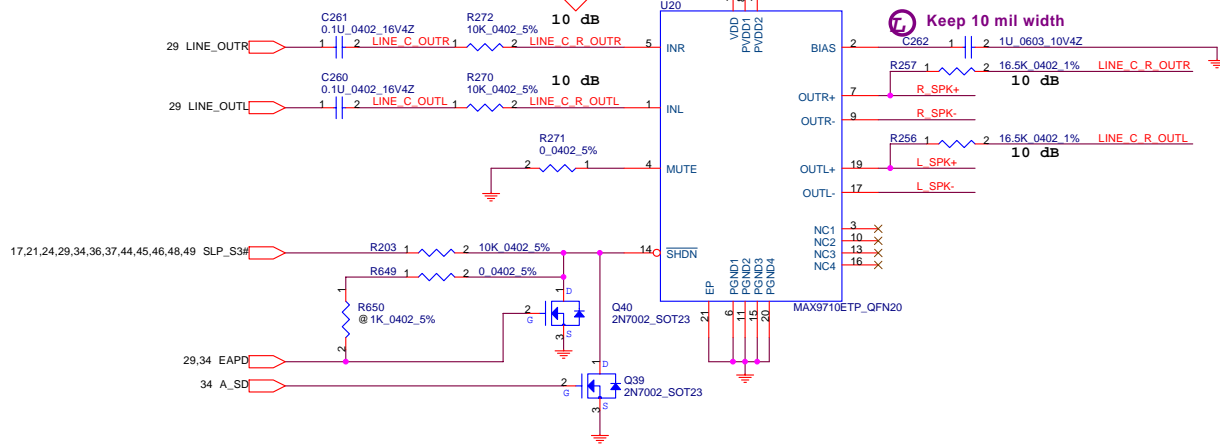 U20
10 dB
C261
0.1U_0402_16V4Z
R272
10K_0402_5%
29 LINE_OUTR
1 2 LINE_C_OUTR 1 2 LINE_C_R_OUTR 5 INR
C260
0.1U_0402_16V4Z
R270
10K_0402_5%
10 dB
29 LINE_OUTL
1 2 LINE_C_OUTL 1 2 LINE_C_R_OUTL 1 INL
R271
0_0402_5%
2 1 4 MUTE
17,21,24,29,34,36,37,44,45,46,48,49 SLP_S3#
R203 1 2 10K_0402_5% 14 SHDN
R649 1 2 0_0402_5%
R650
@1K_0402_5%
1
2
1 D
2 G
3 S
Q40
2N7002_SOT23
29,34 EAPD
34 A_SD
1 D
2 G
3 S
Q39
2N7002_SOT23
VDD
PVDD1
PVDD2
Keep 10 mil width
BIAS 2 C262 1 2 1U_0603_10V4Z
R257 1 2 16.5K_0402_1% LINE_C_R_OUTR
10 dB
OUTR+ 7 R_SPK+
OUTR- 9 R_SPK-
R256 1 2 16.5K_0402_1% LINE_C_R_OUTL
10 dB
OUTL+ 19 L_SPK+
OUTL- 17 L_SPK-
NC1 3
NC2 10
NC3 13
NC4 16
EP
PGND1
PGND2
PGND3
PGND4
21
6
11
15
20
MAX9710ETP_QFN20